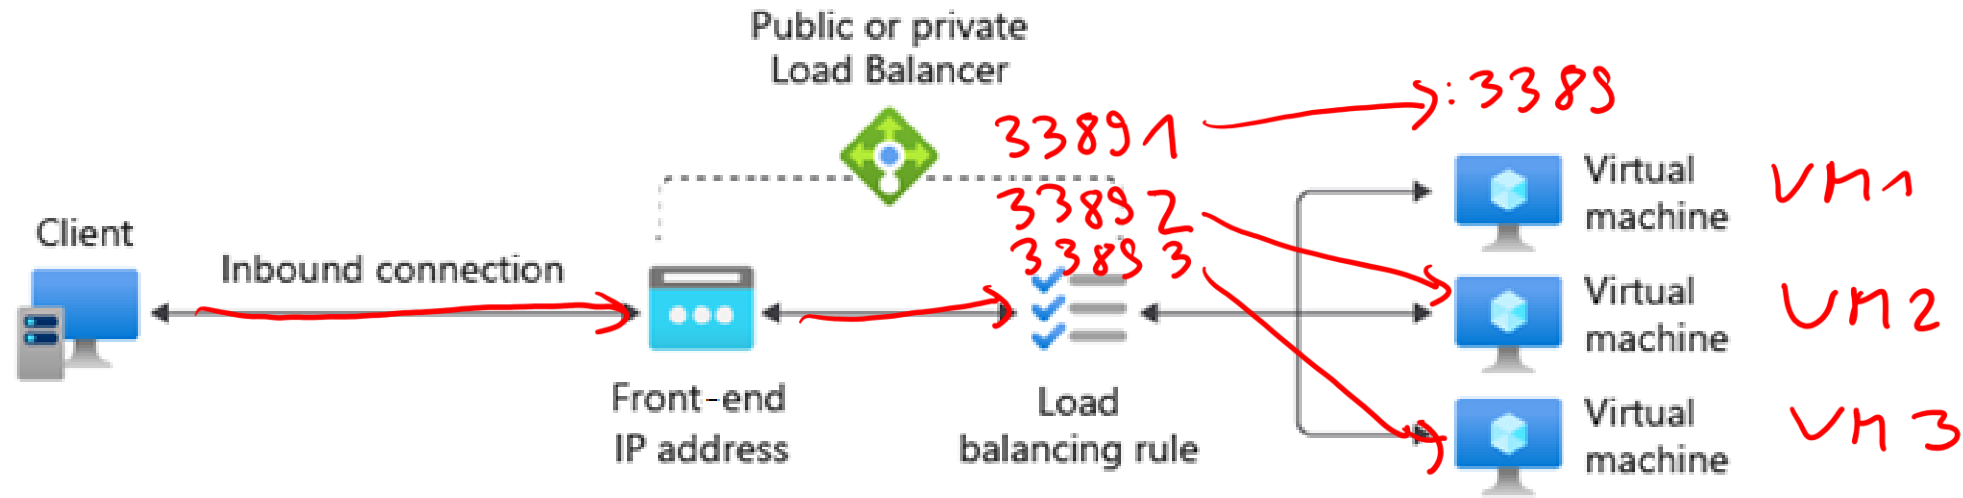 Public or private
Load Balancer
33891
:3389
33892
33893
Client
Inbound connection
Front-end
IP address
Load
balancing rule
Virtual
machine
VM1
Virtual
machine
VM2
Virtual
machine
VM3